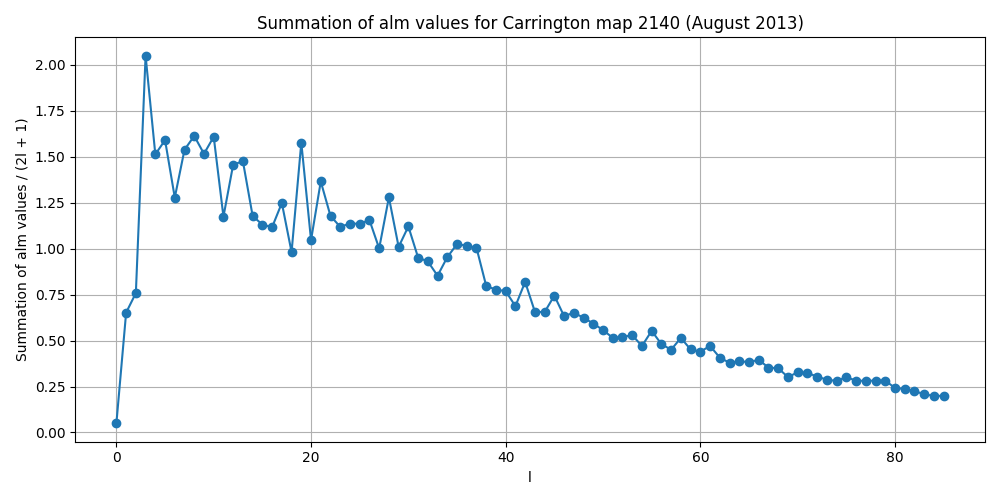 Summation of alm values for Carrington map 2140 (August 2013)
Summation of alm values / (2l + 1)
2.00
1.75
1.50
1.25
1.00
0.75
0.50
0.25
0.00
0 20 40 60 80
l